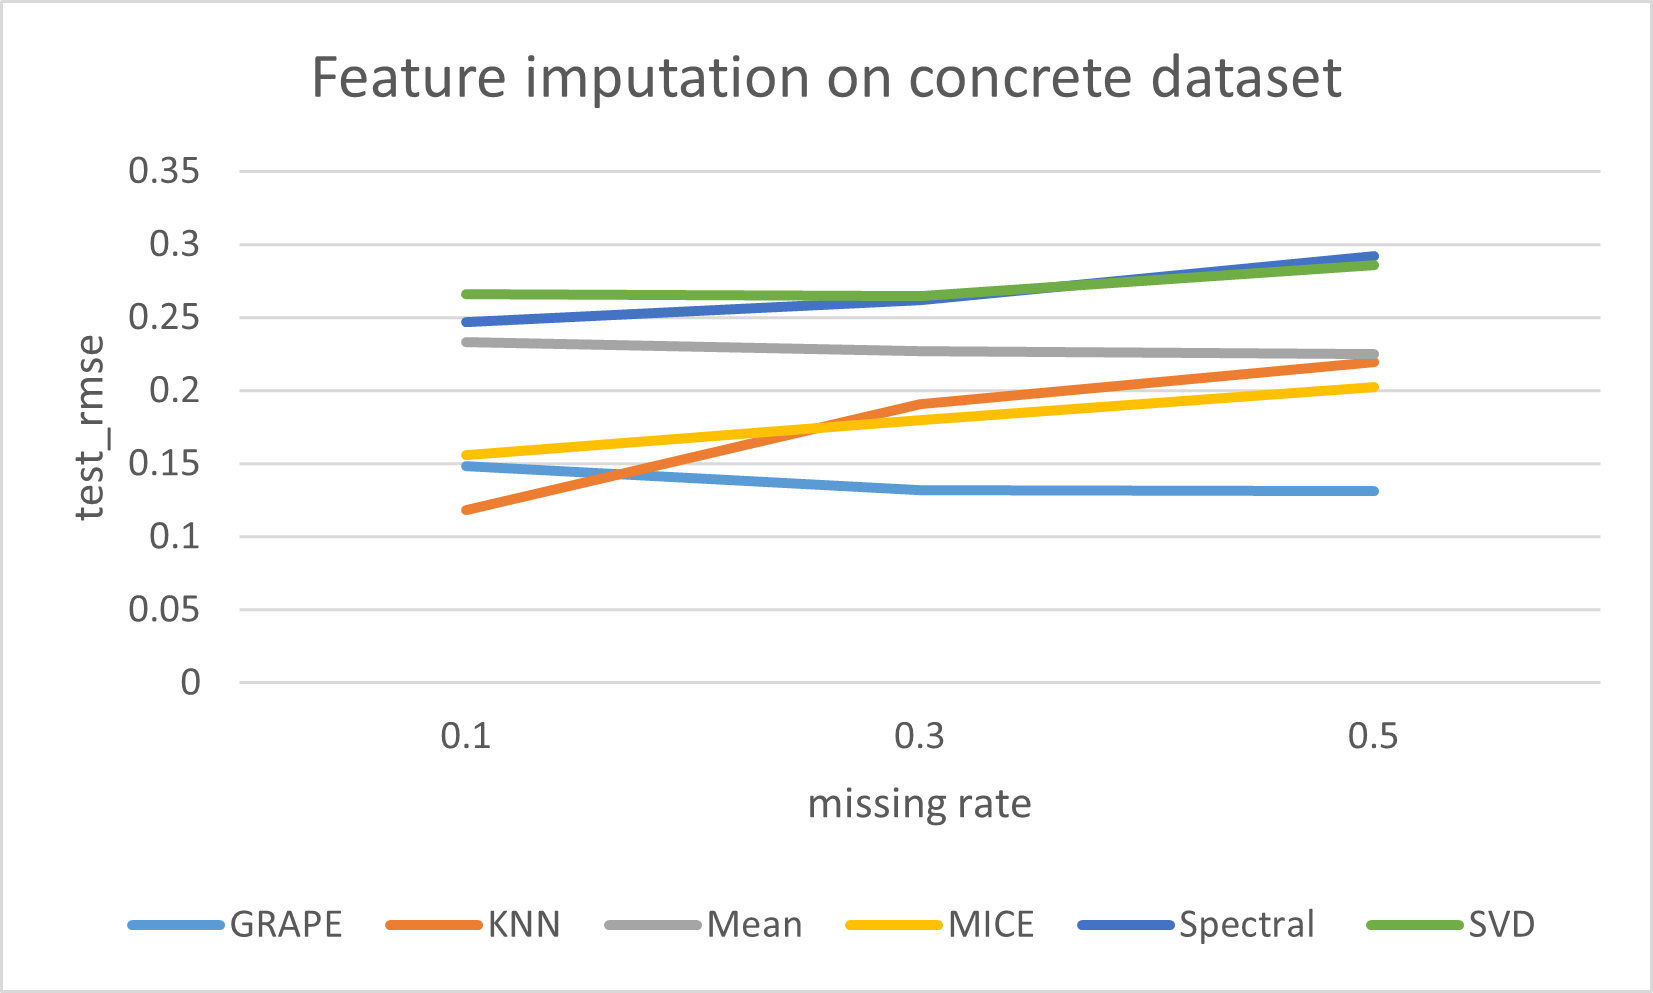 Feature imputation on concrete dataset
0.35
0.3
0.25
0.2
0.15
0.1
0.05
0
test_rmse
0.1 0.3 0.5
missing rate
GRAPE KNN Mean MICE Spectral SVD